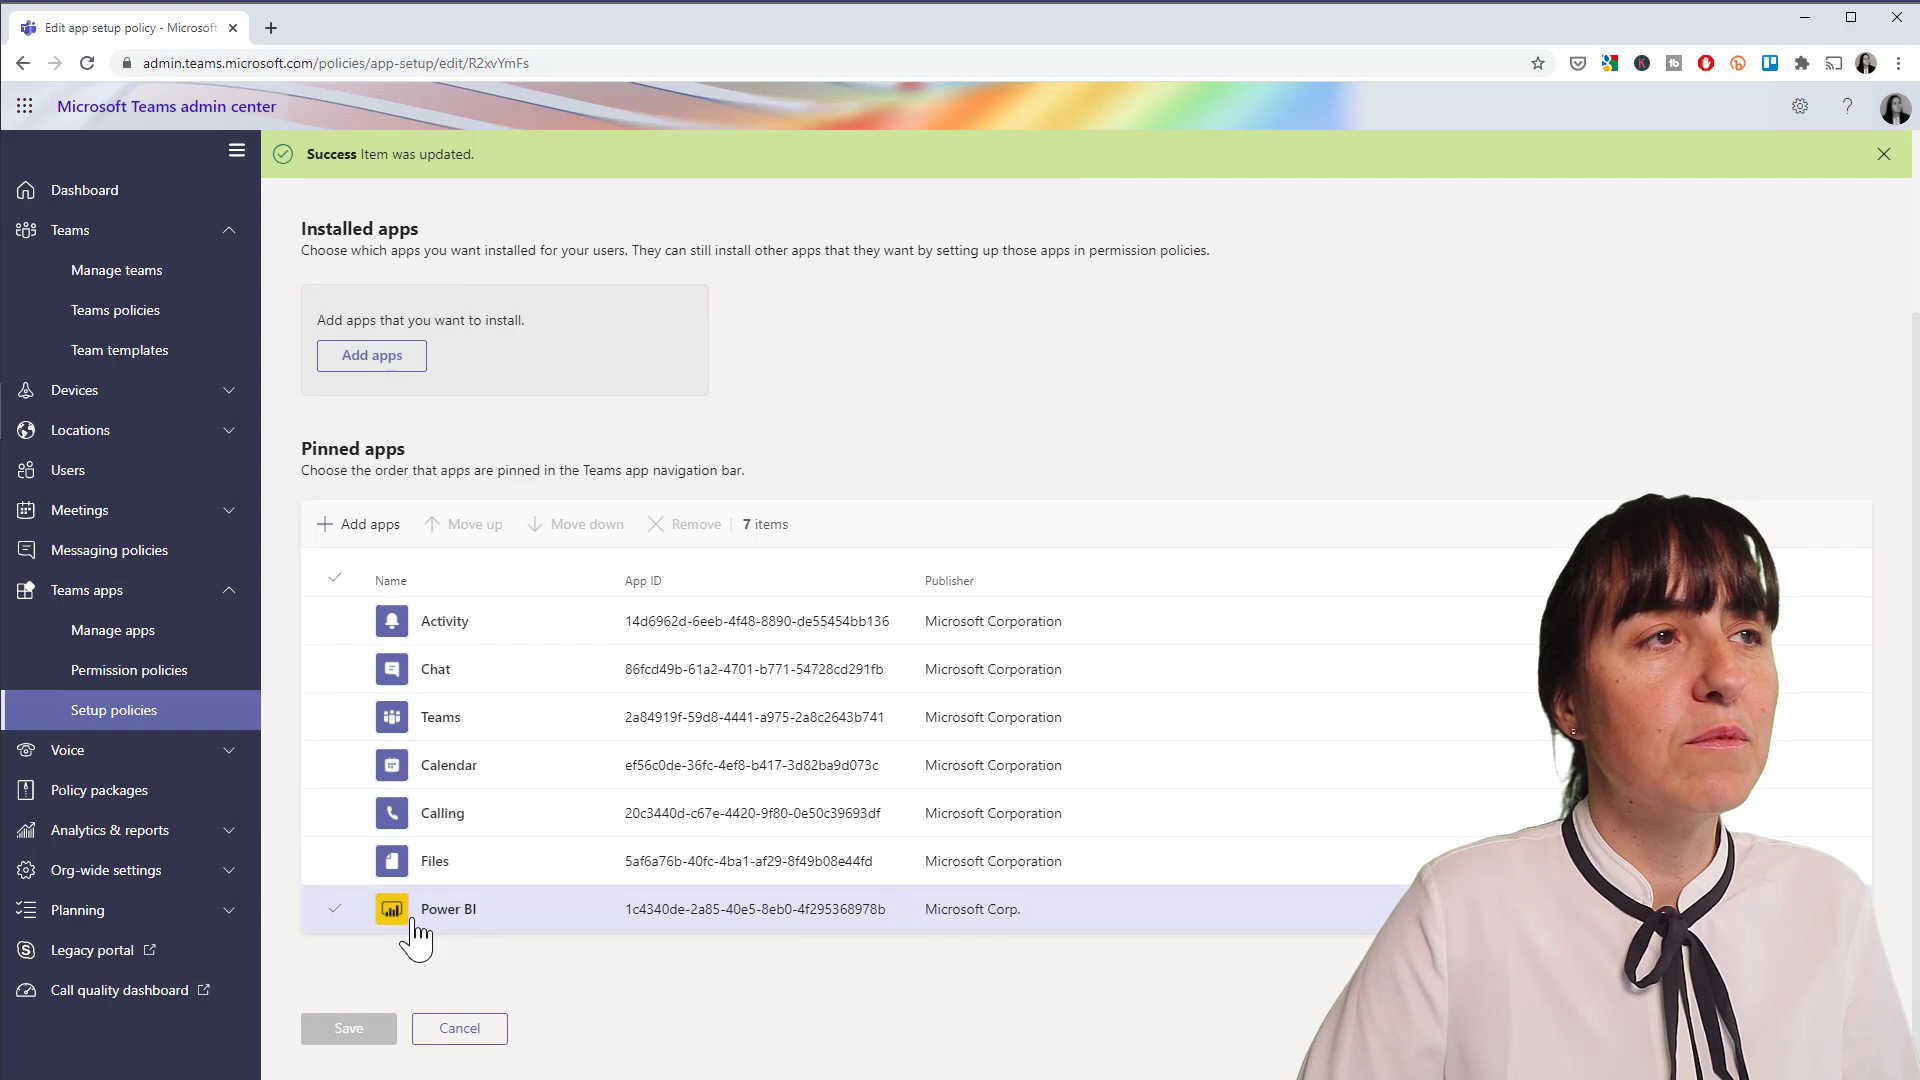 Edit app setup policy - Microsoft
admin.teams.microsoft.com/policies/app-setup/edit/R2xvYmFs
Microsoft Teams admin center
Success Item was updated.
Dashboard
Teams
Manage teams
Teams policies
Team templates
Devices
Locations
Users
Meetings
Messaging policies
Teams apps
Manage apps
Permission policies
Setup policies
Voice
Policy packages
Analytics & reports
Org-wide settings
Planning
Legacy portal
Call quality dashboard
Installed apps
Choose which apps you want installed for your users. They can still install other apps that they want by setting up those apps in permission policies.
Add apps that you want to install.
Add apps
Pinned apps
Choose the order that apps are pinned in the Teams app navigation bar.
Add apps Move up Move down Remove 7 items
Name App ID Publisher
Activity 14d6962d-6eeb-4f48-8890-de55454bb136 Microsoft Corporation
Chat 86fcd49b-61a2-4701-b771-54728cd291fb Microsoft Corporation
Teams 2a84919f-59d8-4441-a975-2a8c2643b741 Microsoft Corporation
Calendar ef56c0de-36fc-4ef8-b417-3d82ba9d073c Microsoft Corporation
Calling 20c3440d-c67e-4420-9f80-0e50c39693df Microsoft Corporation
Files 5af6a76b-40fc-4ba1-af29-8f49b08e44fd Microsoft Corporation
Power BI 1c4340de-2a85-40e5-8eb0-4f295368978b Microsoft Corp.
Save Cancel